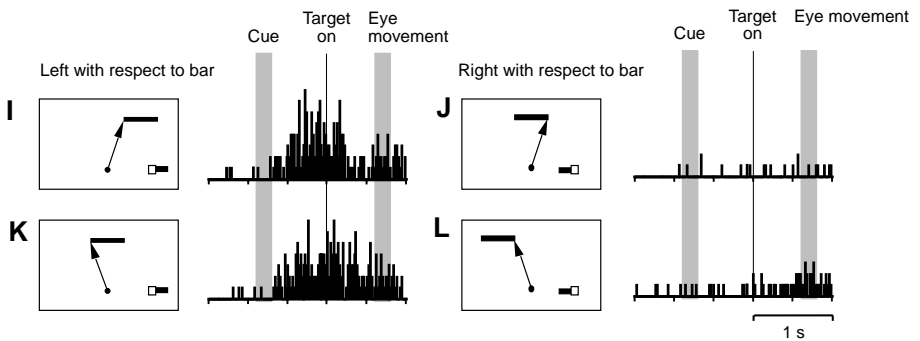 Cue
Target
on
Eye
movement
Cue
Target
on
Eye movement
Left with respect to bar
Right with respect to bar
I
J
K
L
1 s